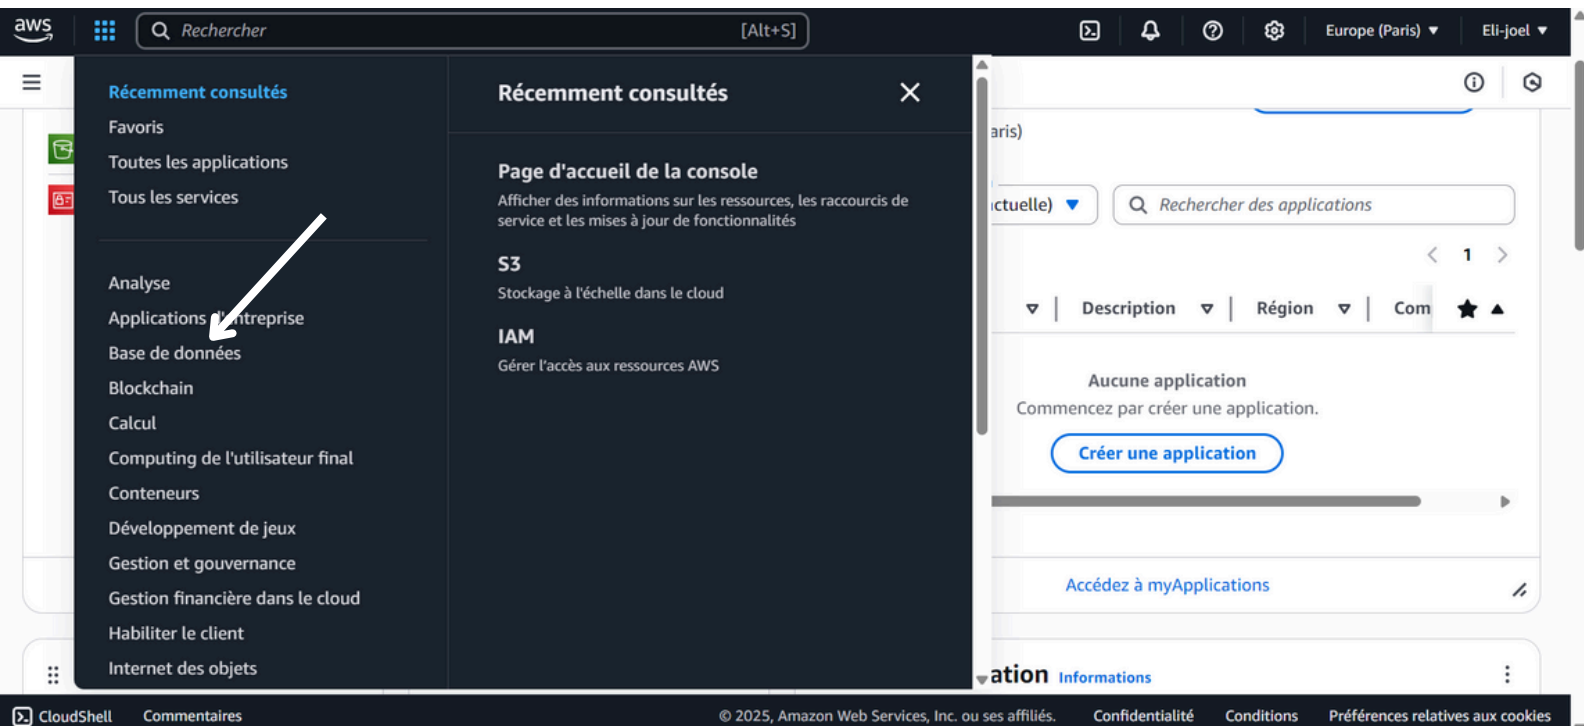 aws
Rechercher
[Alt+S]
Europe (Paris)
Eli-joel
Récemment consultés
Favoris
Toutes les applications
Tous les services
Analyse
Applications d'entreprise
Base de données
Blockchain
Calcul
Computing de l'utilisateur final
Conteneurs
Développement de jeux
Gestion et gouvernance
Gestion financière dans le cloud
Habiliter le client
Internet des objets
Récemment consultés
Page d'accueil de la console
Afficher des informations sur les ressources, les raccourcis de
service et les mises à jour de fonctionnalités
S3
Stockage à l'échelle dans le cloud
IAM
Gérer l'accès aux ressources AWS
aris)
ctuelle)
Rechercher des applications
1
Description
Région
Com
Aucune application
Commencez par créer une application.
Créer une application
Accédez à myApplications
ation Informations
CloudShell
Commentaires
© 2025, Amazon Web Services, Inc. ou ses affiliés.
Confidentialité
Conditions
Préférences relatives aux cookies